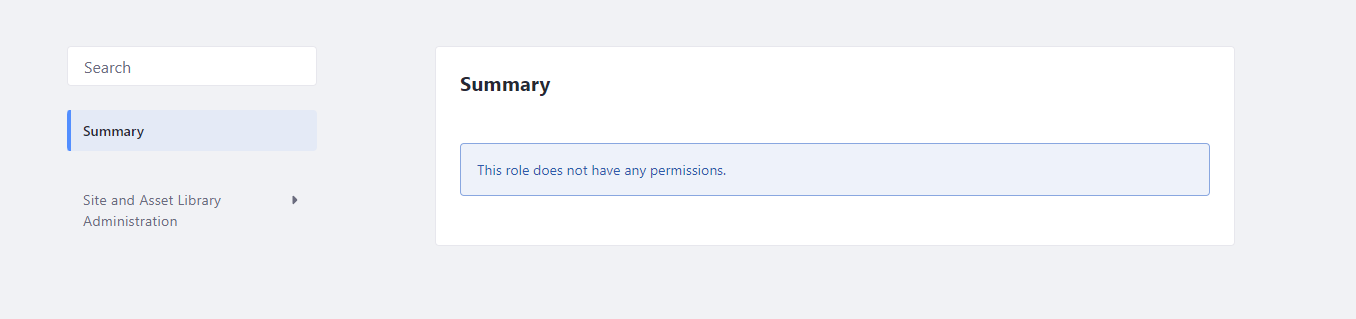 Search
Summary
Site and Asset Library
Administration
Summary
This role does not have any permissions.